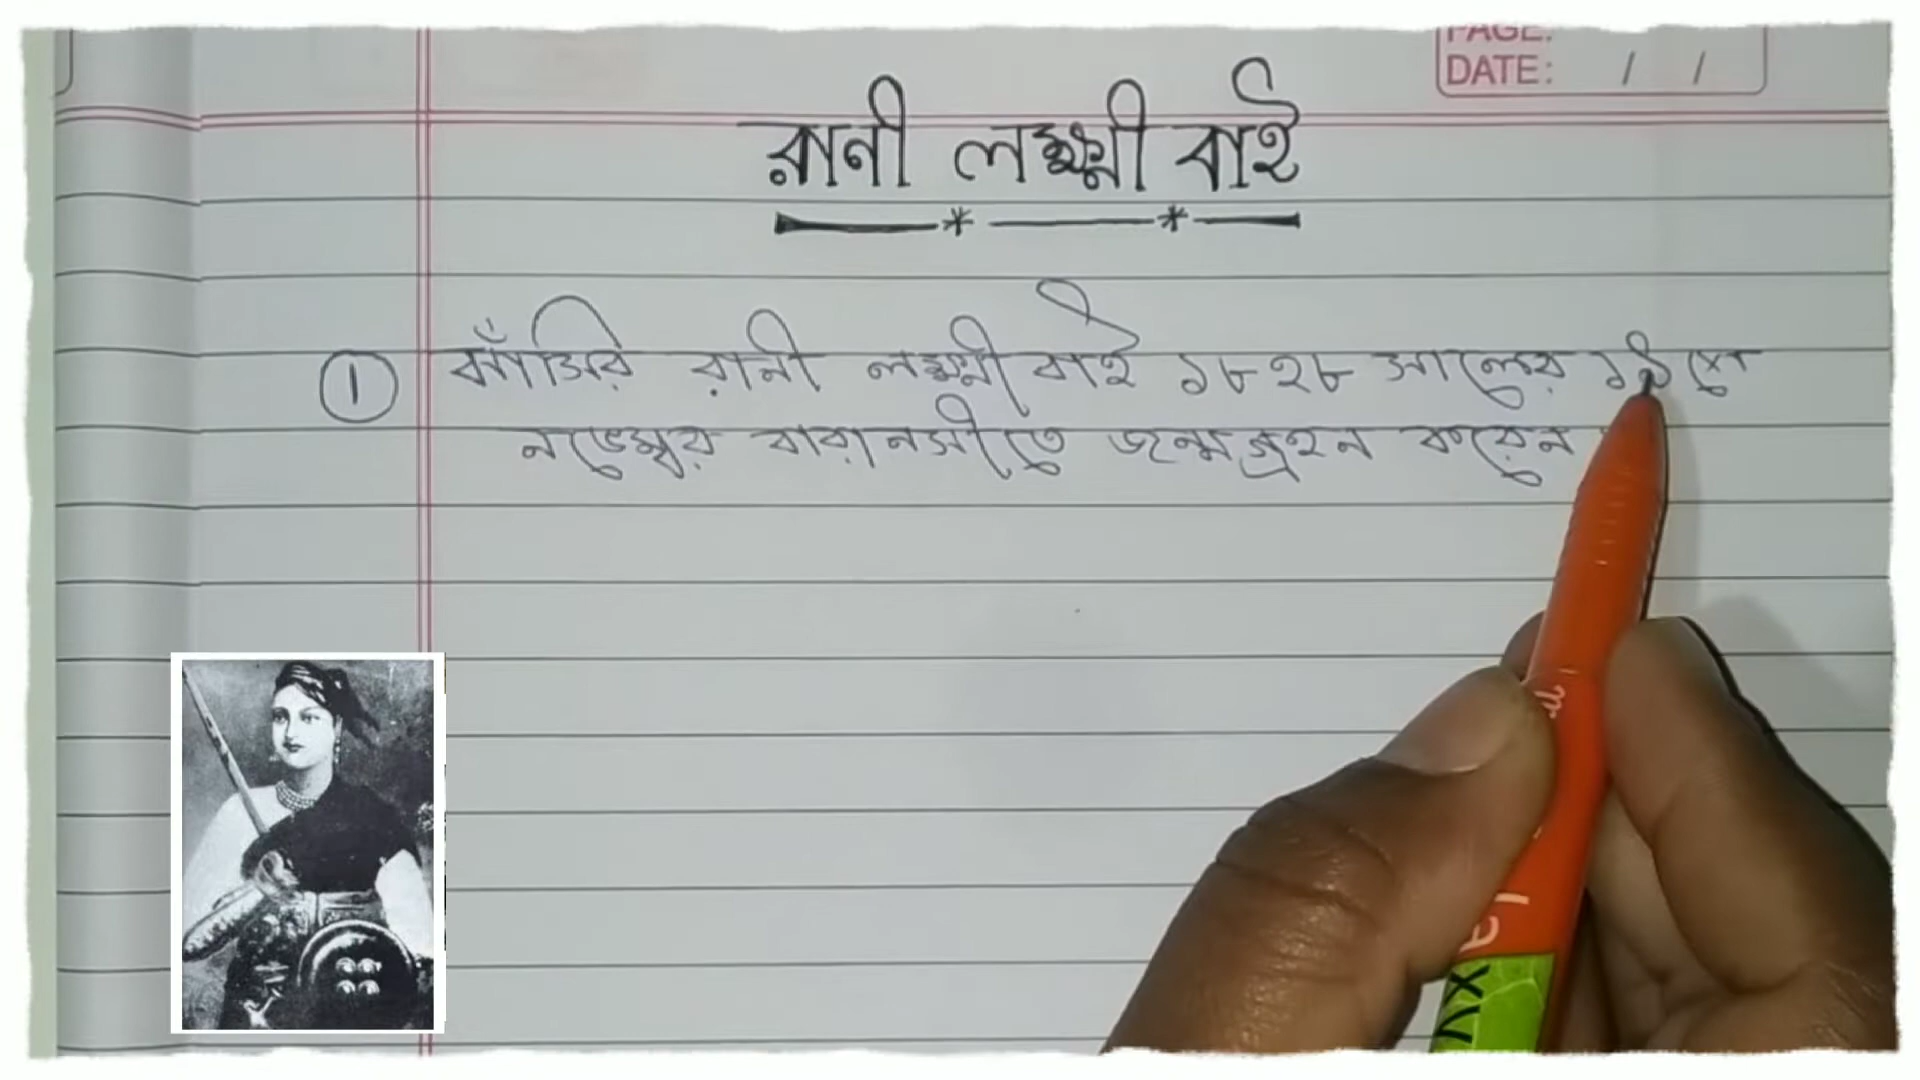 PAGE:
DATE: / /
রানী লক্ষ্মী বাই
① ঝাঁসির রানী লক্ষ্মী বাই ১৮২৮ সালের ১৯শে
নভেম্বর বারানসীতে জন্মগ্রহন করেন